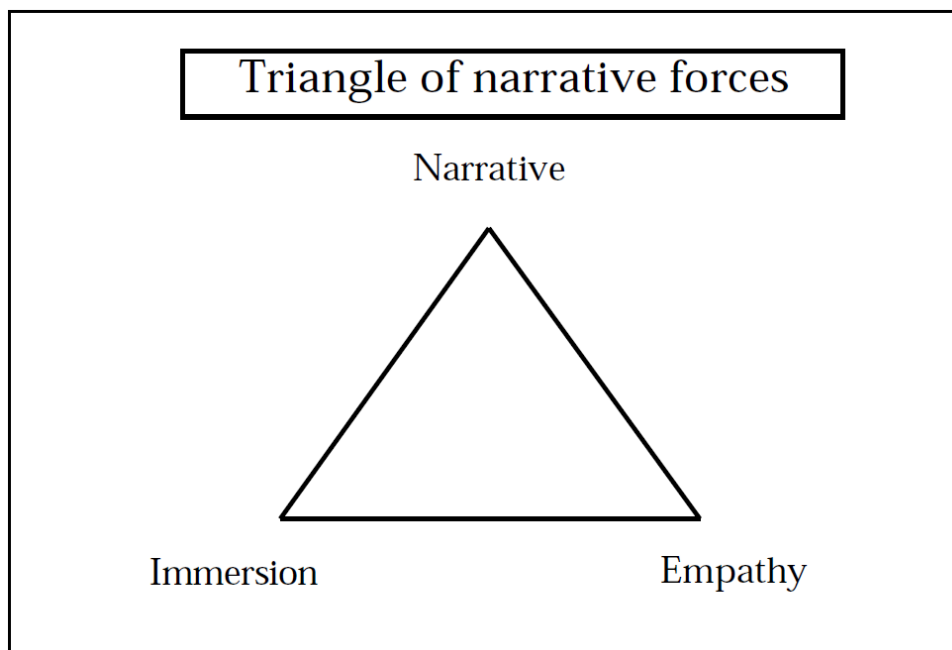 Triangle of narrative forces
Narrative
Immersion
Empathy